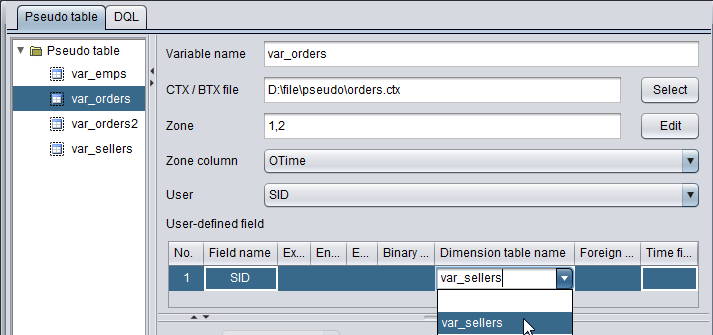 Pseudo table DQL
Pseudo table
var_emps
var_orders
var_orders2
var_sellers
Variable name var_orders
CTX / BTX file D:\file\pseudo\orders.ctx Select
Zone 1,2 Edit
Zone column OTime
User SID
User-defined field
No. Field name Ex... En... E... Binary ... Dimension table name Foreign ... Time fi...
1 SID var_sellers
var_sellers